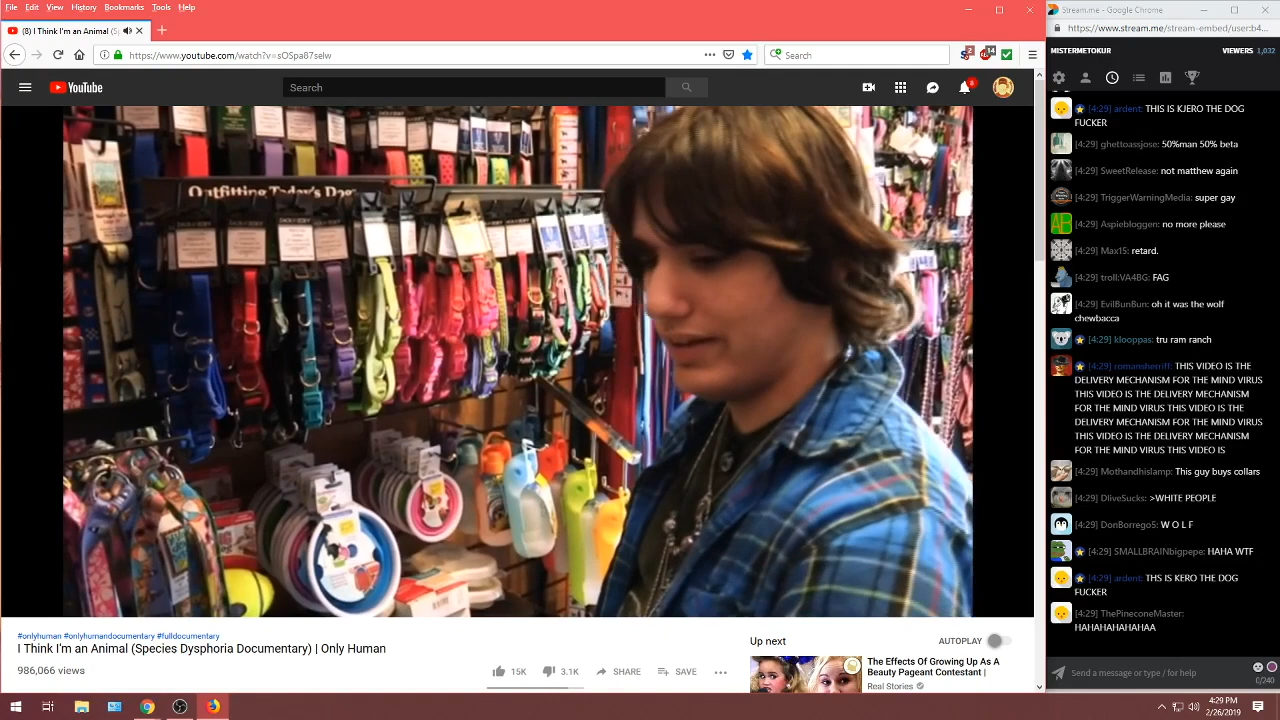 File Edit View History Bookmarks Tools Help
(8) I Think I'm an Animal (Sp
https://www.youtube.com/watch?v=sOSpa87selw
Search
2
14
YouTube
Search
8
Outfitting Today's Dog
#onlyhuman #onlyhumandocumentary #fulldocumentary
I Think I'm an Animal (Species Dysphoria Documentary) | Only Human
986,066 views
15K 3.1K SHARE SAVE
Up next
AUTOPLAY
The Effects Of Growing Up As A
Beauty Pageant Contestant |
Real Stories
Stream.me - Google Chrome
https://www.stream.me/stream-embed/user:b4...
MISTERMETOKUR
VIEWERS 1,032
[4:29] ardent: THIS IS KJERO THE DOG
FUCKER
[4:29] ghettoassjose: 50%man 50% beta
[4:29] SweetRelease: not matthew again
[4:29] TriggerWarningMedia: super gay
[4:29] Aspiebloggen: no more please
[4:29] Max15: retard.
[4:29] troll:VA4BG: FAG
[4:29] EvilBunBun: oh it was the wolf
chewbacca
[4:29] klooppas: tru ram ranch
[4:29] romansherriff: THIS VIDEO IS THE
DELIVERY MECHANISM FOR THE MIND VIRUS
THIS VIDEO IS THE DELIVERY MECHANISM
FOR THE MIND VIRUS THIS VIDEO IS THE
DELIVERY MECHANISM FOR THE MIND VIRUS
THIS VIDEO IS THE DELIVERY MECHANISM
FOR THE MIND VIRUS THIS VIDEO IS
[4:29] Mothandhislamp: This guy buys collars
[4:29] DliveSucks: >WHITE PEOPLE
[4:29] DonBorrego5: W O L F
[4:29] SMALLBRAINbigpepe: HAHA WTF
[4:29] ardent: THS IS KERO THE DOG
FUCKER
[4:29] ThePineconeMaster:
HAHAHAHAHAHAA
Send a message or type / for help
0/240
4:29 PM
2/26/2019